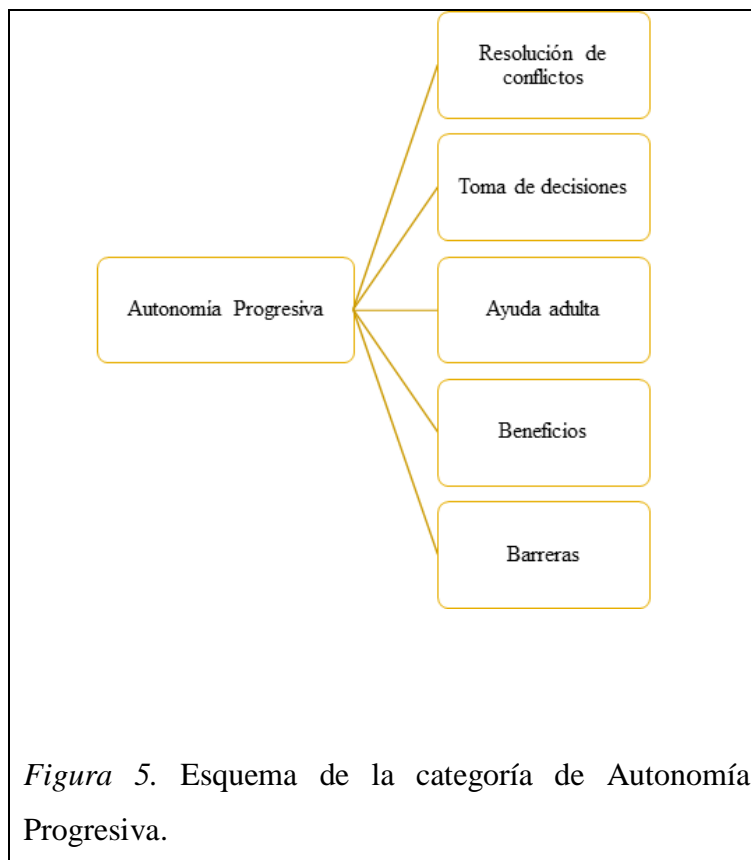 Resolución de
conflictos
Toma de decisiones
Autonomía Progresiva
Ayuda adulta
Beneficios
Barreras
Figura 5. Esquema de la categoría de Autonomía
Progresiva.